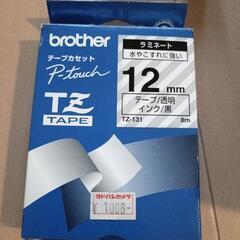 brother
ラミネート
水やこすれに強い
テープカセット
P-touch
12mm
TZ
TAPE
テープ/透明
インク/黒
TZ-131
8m
ヨドバシカメラ
¥1008-